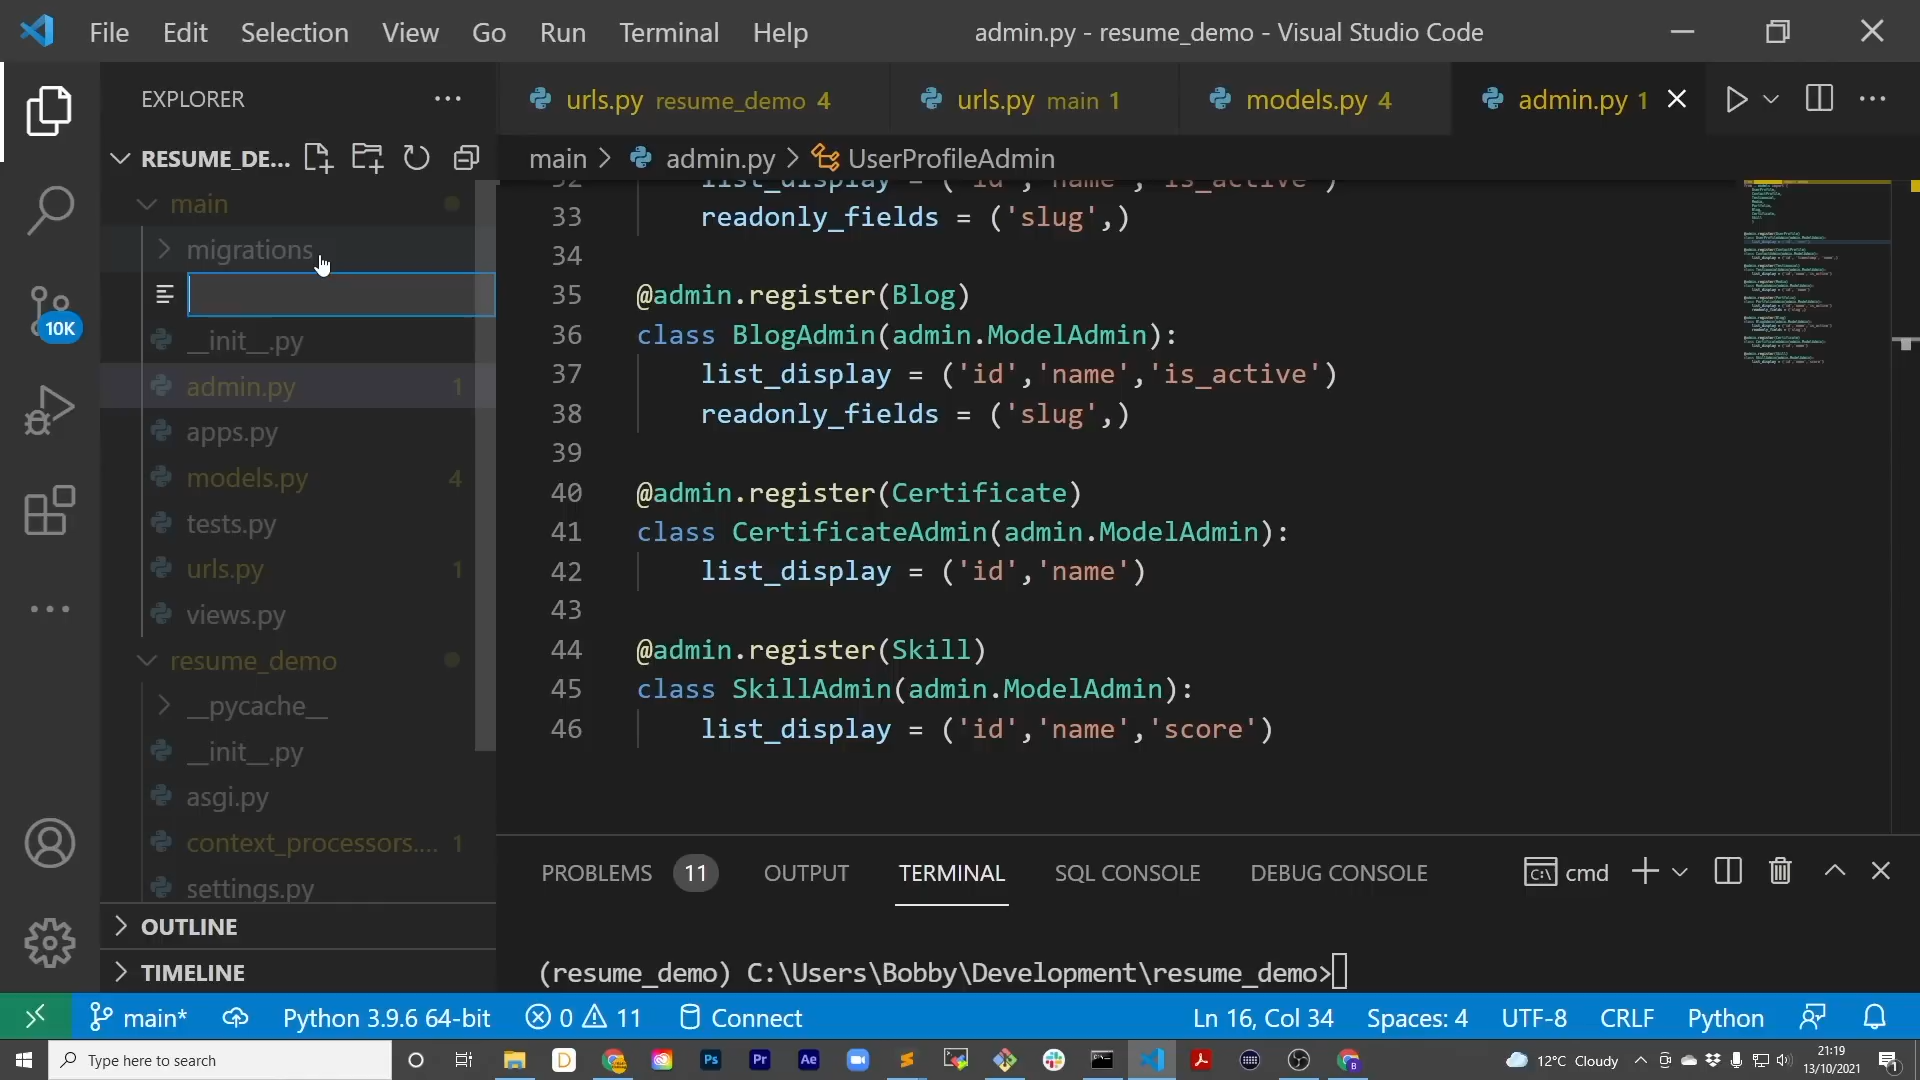 File Edit Selection View Go Run Terminal Help admin.py - resume_demo - Visual Studio Code
EXPLORER
urls.py resume_demo 4 urls.py main 1 models.py 4 admin.py 1
RESUME_DE...
main > admin.py > UserProfileAdmin
main
migrations
__init__.py
admin.py 1
apps.py
models.py 4
tests.py
urls.py 1
views.py
resume_demo
__pycache__
__init__.py
asgi.py
context_processors.... 1
settings.py
OUTLINE
TIMELINE
10K
32 list_display = ('id','name','is_active')
33 readonly_fields = ('slug',)
34
35 @admin.register(Blog)
36 class BlogAdmin(admin.ModelAdmin):
37 list_display = ('id','name','is_active')
38 readonly_fields = ('slug',)
39
40 @admin.register(Certificate)
41 class CertificateAdmin(admin.ModelAdmin):
42 list_display = ('id','name')
43
44 @admin.register(Skill)
45 class SkillAdmin(admin.ModelAdmin):
46 list_display = ('id','name','score')
PROBLEMS 11 OUTPUT TERMINAL SQL CONSOLE DEBUG CONSOLE cmd
(resume_demo) C:\Users\Bobby\Development\resume_demo>
main* Python 3.9.6 64-bit 0 11 Connect Ln 16, Col 34 Spaces: 4 UTF-8 CRLF Python
Type here to search
12°C Cloudy
21:19
13/10/2021